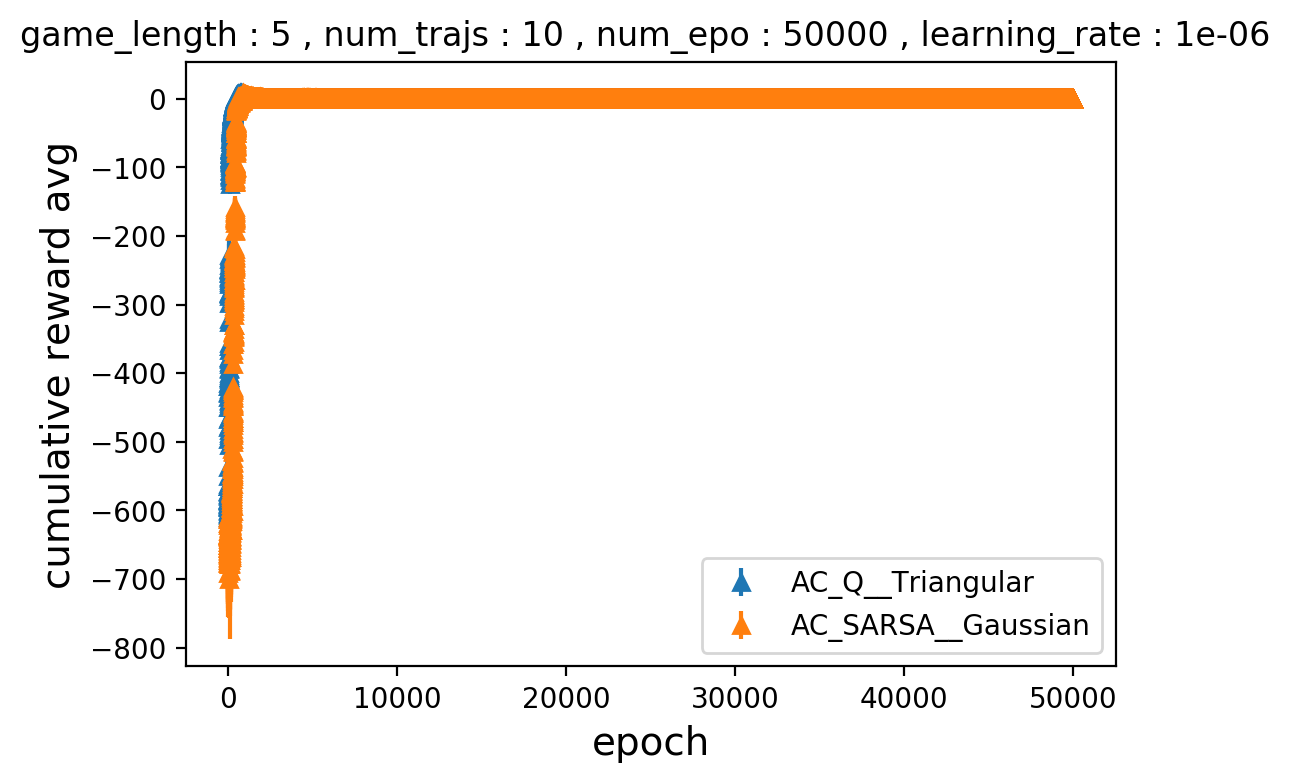 game_length : 5 , num_trajs : 10 , num_epo : 50000 , learning_rate : 1e-06
0
−100
−200
−300
−400
−500
−600
−700
−800
cumulative reward avg
AC_Q__Triangular
AC_SARSA__Gaussian
0 10000 20000 30000 40000 50000
epoch